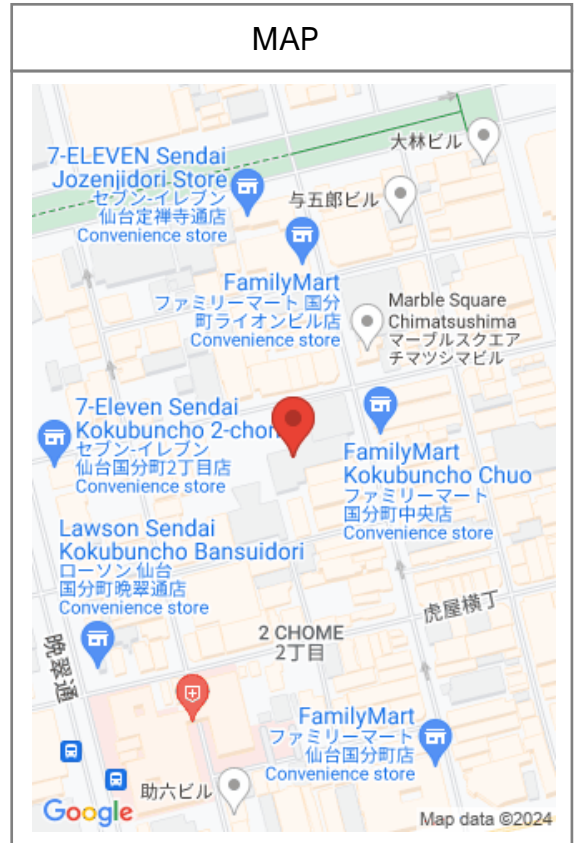 MAP
大林ビル
7-ELEVEN Sendai
Jozenjidori Store
セブン-イレブン
仙台定禅寺通店
Convenience store
与五郎ビル
FamilyMart
ファミリーマート 国分
町ライオンビル店
Convenience store
Marble Square
Chimatsushima
マーブルスクエア
チマツシマビル
7-Eleven Sendai
Kokubuncho 2-chom
セブン-イレブン
仙台国分町2丁目店
Convenience store
FamilyMart
Kokubuncho Chuo
ファミリーマート
国分町中央店
Convenience store
Lawson Sendai
Kokubuncho Bansuidori
ローソン 仙台
国分町晩翠通店
Convenience store
虎屋横丁
2 CHOME
2丁目
晩翠通
FamilyMart
ファミリーマート
仙台国分町店
Convenience store
助六ビル
Google
Map data ©2024